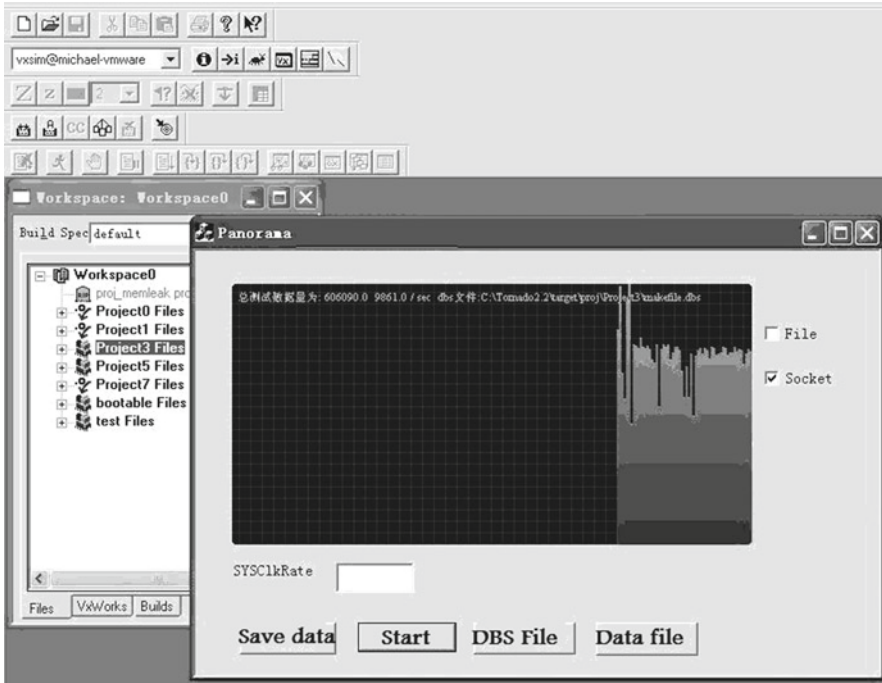 vxsim@michael-vmware
2
CC
Workspace: Workspace0
Build Spec default
Workspace0
proj_memleak
Project0 Files
Project1 Files
Project3 Files
Project5 Files
Project7 Files
bootable Files
test Files
Files VxWorks Builds
Panorama
总测试数据量为: 606090.0 9861.0 / sec dbs文件:C:\Tornado2.2\target\proj\Project3\makefile.dbs
File
Socket
SYSClkRate
Save data Start DBS File Data file